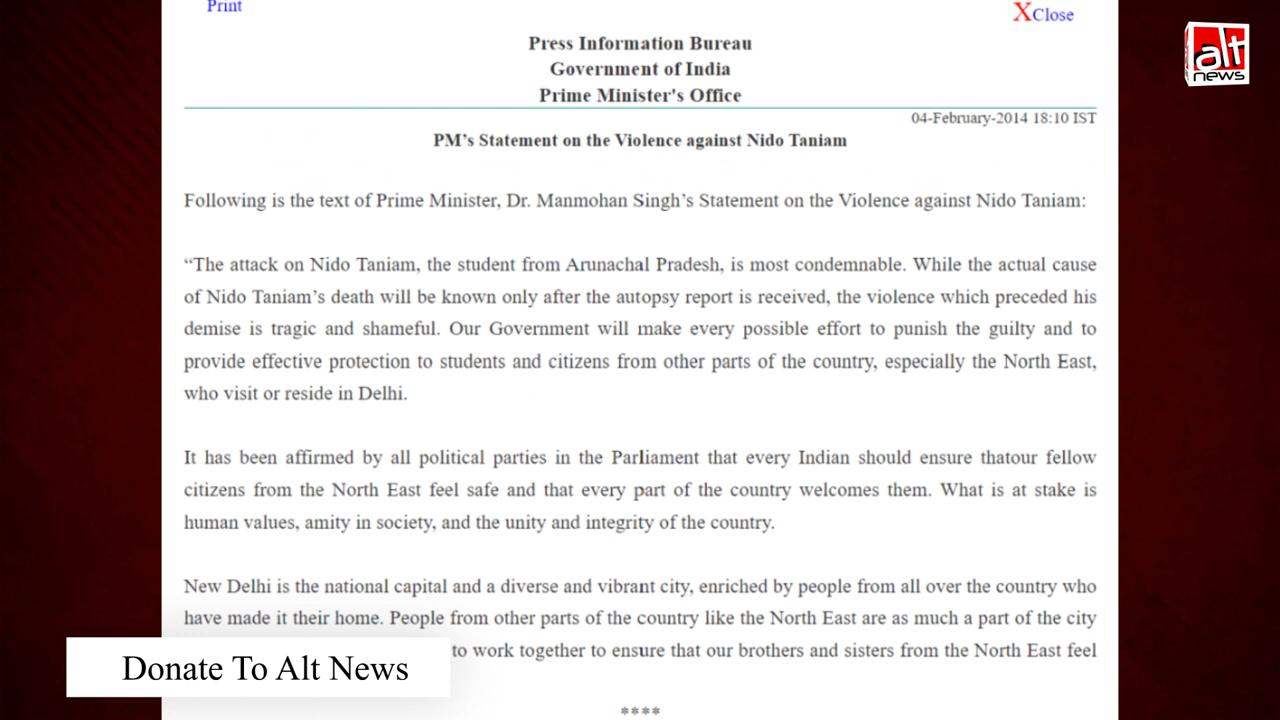 Print
XClose
alt
news
Press Information Bureau
Government of India
Prime Minister's Office
04-February-2014 18:10 IST
PM’s Statement on the Violence against Nido Taniam
Following is the text of Prime Minister, Dr. Manmohan Singh’s Statement on the Violence against Nido Taniam:
“The attack on Nido Taniam, the student from Arunachal Pradesh, is most condemnable. While the actual cause
of Nido Taniam’s death will be known only after the autopsy report is received, the violence which preceded his
demise is tragic and shameful. Our Government will make every possible effort to punish the guilty and to
provide effective protection to students and citizens from other parts of the country, especially the North East,
who visit or reside in Delhi.
It has been affirmed by all political parties in the Parliament that every Indian should ensure thatour fellow
citizens from the North East feel safe and that every part of the country welcomes them. What is at stake is
human values, amity in society, and the unity and integrity of the country.
New Delhi is the national capital and a diverse and vibrant city, enriched by people from all over the country who
have made it their home. People from other parts of the country like the North East are as much a part of the city
to work together to ensure that our brothers and sisters from the North East feel
Donate To Alt News
****